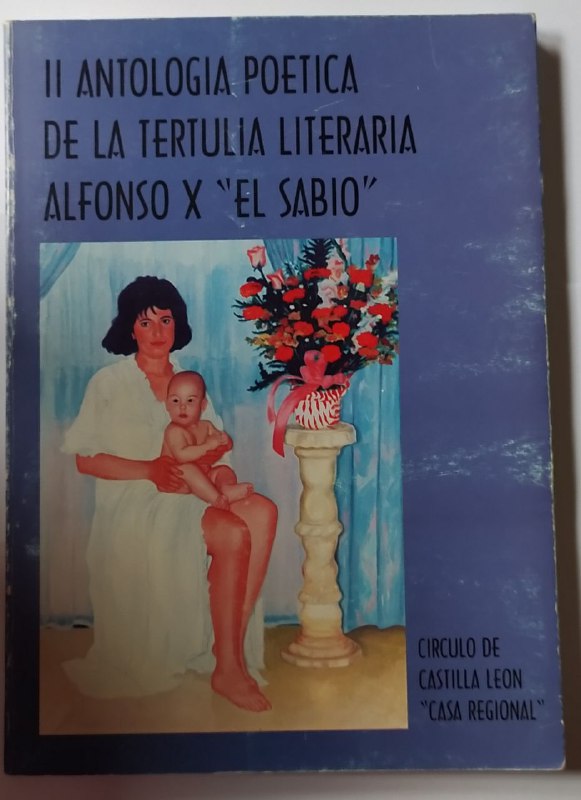 II ANTOLOGIA POETICA
DE LA TERTULIA LITERARIA
ALFONSO X "EL SABIO"
CIRCULO DE
CASTILLA LEON
"CASA REGIONAL"